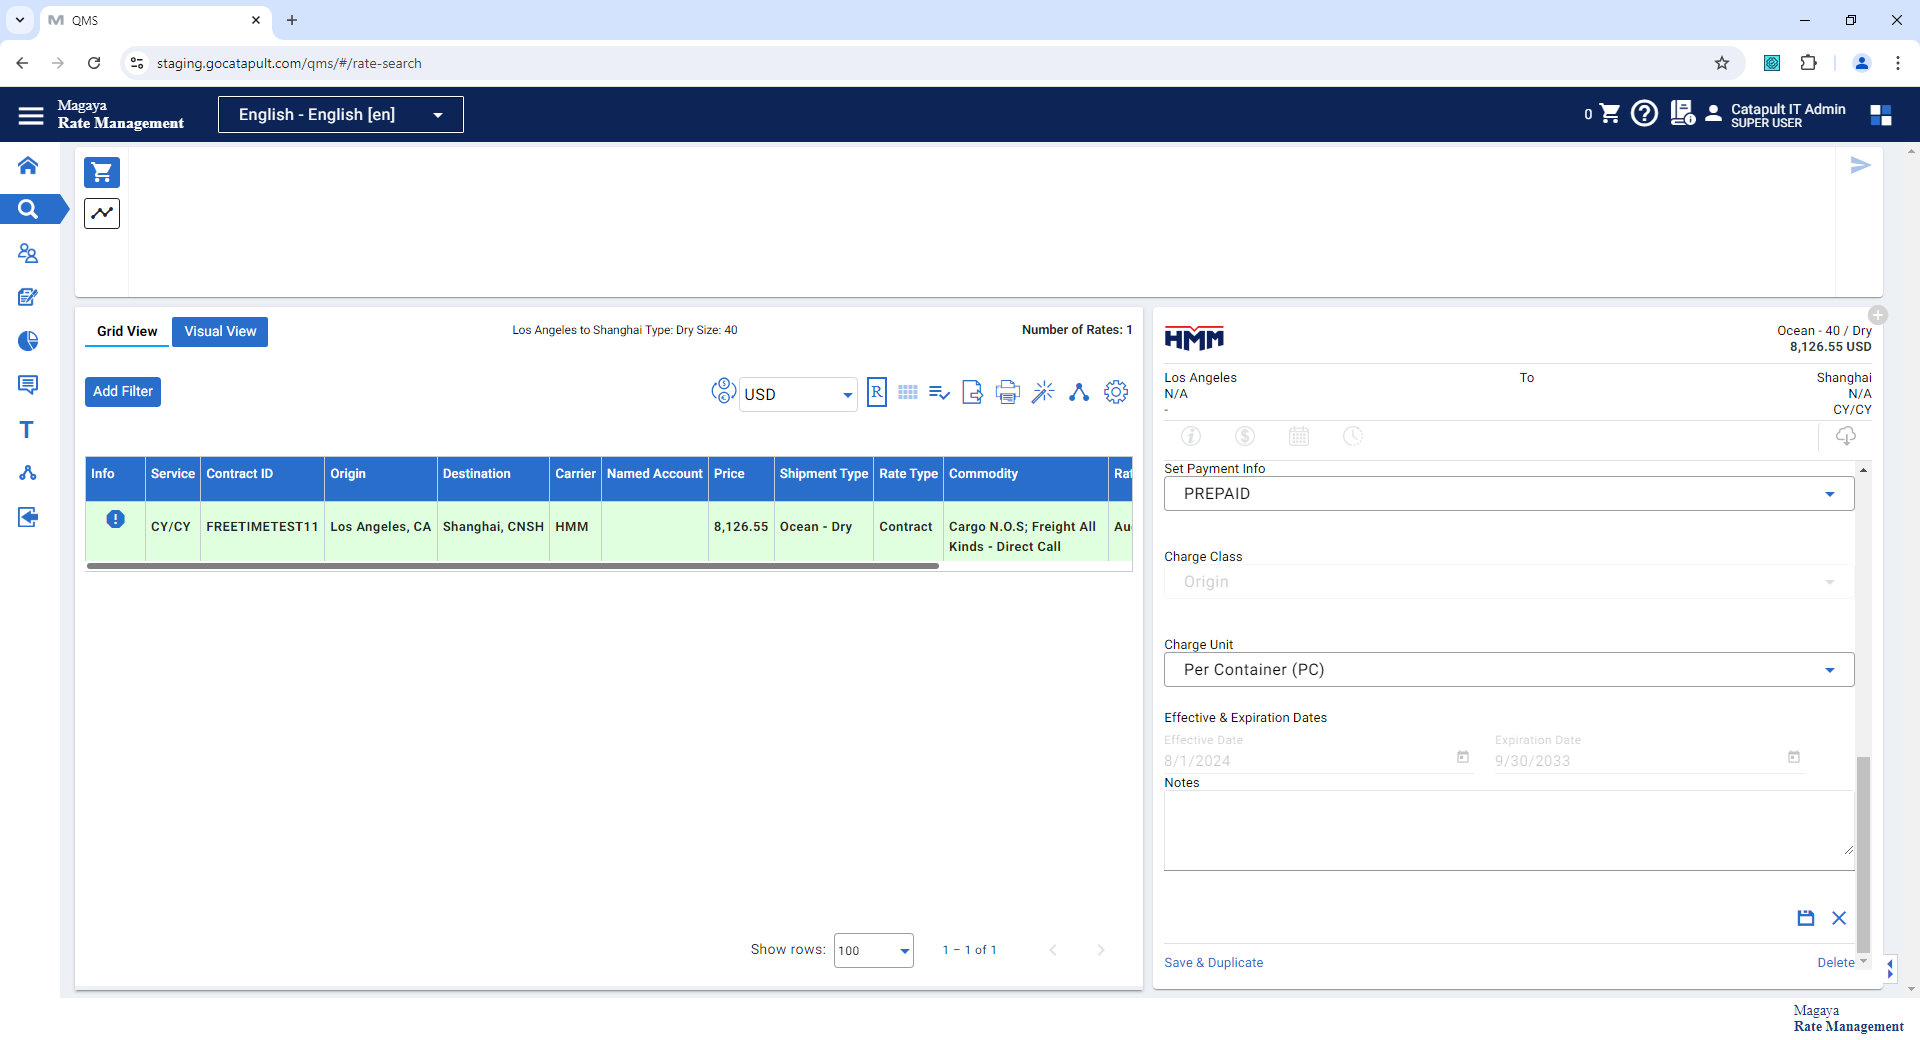 QMS
staging.gocatapult.com/qms/#/rate-search
Magaya
Rate Management
English - English [en]
0
Catapult IT Admin
SUPER USER
Grid View
Visual View
Los Angeles to Shanghai Type: Dry Size: 40
Number of Rates: 1
Add Filter
USD
R
Info Service Contract ID Origin Destination Carrier Named Account Price Shipment Type Rate Type Commodity Rat
CY/CY FREETIMETEST11 Los Angeles, CA Shanghai, CNSH HMM 8,126.55 Ocean - Dry Contract Cargo N.O.S; Freight All Au
Kinds - Direct Call
Show rows: 100 1 – 1 of 1
HMM
Ocean - 40 / Dry
8,126.55 USD
Los Angeles To Shanghai
N/A N/A
- CY/CY
Set Payment Info
PREPAID
Charge Class
Origin
Charge Unit
Per Container (PC)
Effective & Expiration Dates
Effective Date Expiration Date
8/1/2024 9/30/2033
Notes
Save & Duplicate Delete
Magaya
Rate Management